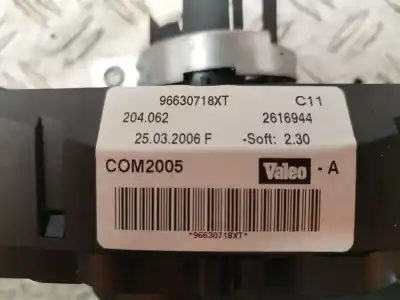 96630718XT C11
204.062 2616944
25.03.2006 F -Soft: 2.30
COM2005 Valeo - A
*96630718XT*